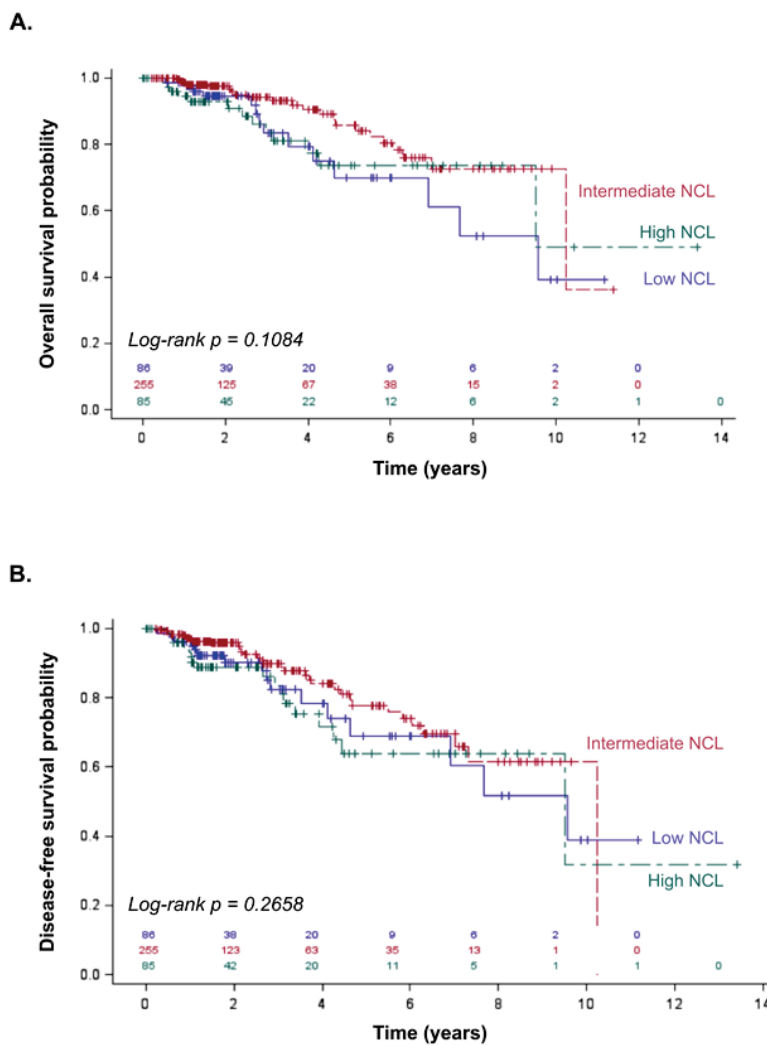 A.
Overall survival probability
1.0
0.8
0.6
0.4
0.2
0.0
Intermediate NCL
High NCL
Low NCL
Log-rank p = 0.1084
86 39 20 9 6 2 0
255 125 67 38 15 2 0
85 45 22 12 6 2 1 0
0 2 4 6 8 10 12 14
Time (years)
B.
Disease-free survival probability
1.0
0.8
0.6
0.4
0.2
0.0
Intermediate NCL
Low NCL
High NCL
Log-rank p = 0.2658
86 38 20 9 6 2 0
255 123 63 35 13 1 0
85 42 20 11 5 1 1 0
0 2 4 6 8 10 12 14
Time (years)